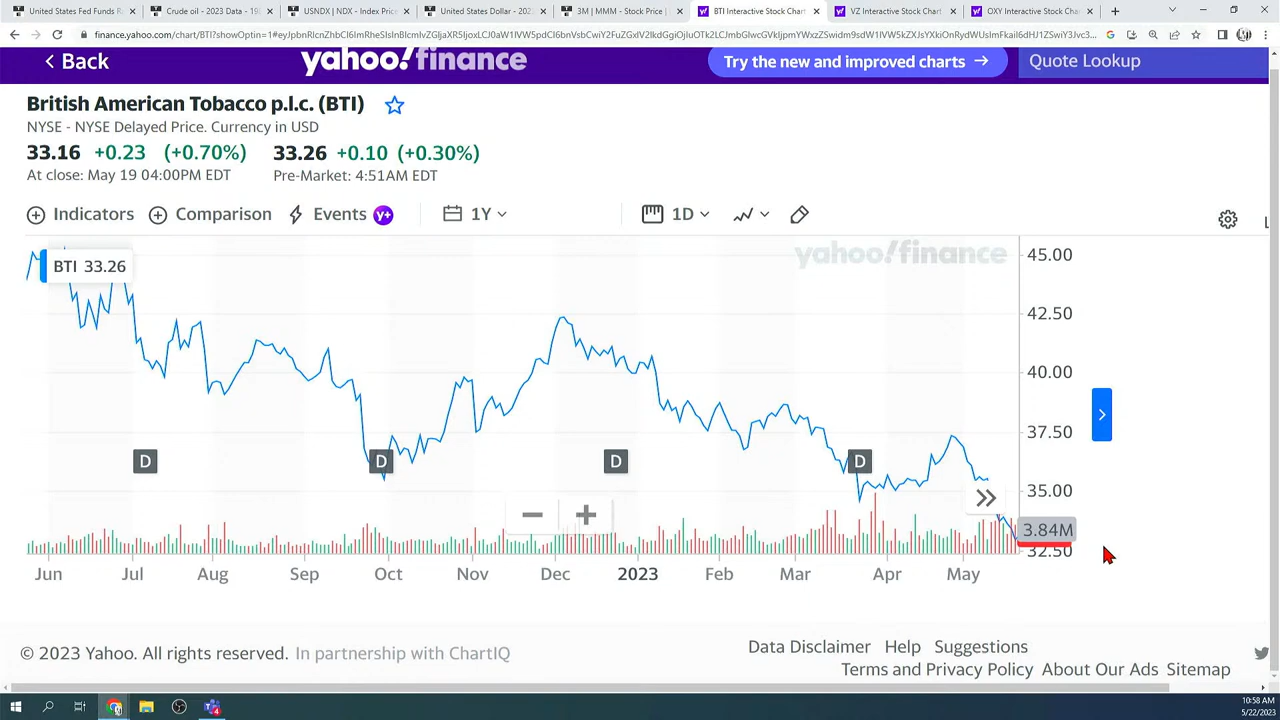 United States Fed Funds R
Crude oil - 2023 Data - 19
USNDX | NDX - Index Pric
United States Dollar - 202
3M | MMM - Stock Price |
BTI Interactive Stock Chart
VZ Interactive Stock Chart
OXY Interactive Stock Cha
Back
yahoo!finance
Try the new and improved charts →
Quote Lookup
British American Tobacco p.l.c. (BTI)
NYSE - NYSE Delayed Price. Currency in USD
33.16 +0.23 (+0.70%) 33.26 +0.10 (+0.30%)
At close: May 19 04:00PM EDT Pre-Market: 4:51AM EDT
Indicators Comparison Events y+ 1Y 1D
yahoo!finance
BTI 33.26
45.00
42.50
40.00
37.50
D D D D
35.00
3.84M
32.50
Jun Jul Aug Sep Oct Nov Dec 2023 Feb Mar Apr May
© 2023 Yahoo. All rights reserved. In partnership with ChartIQ
Data Disclaimer Help Suggestions
Terms and Privacy Policy About Our Ads Sitemap
10:58 AM
5/22/2023